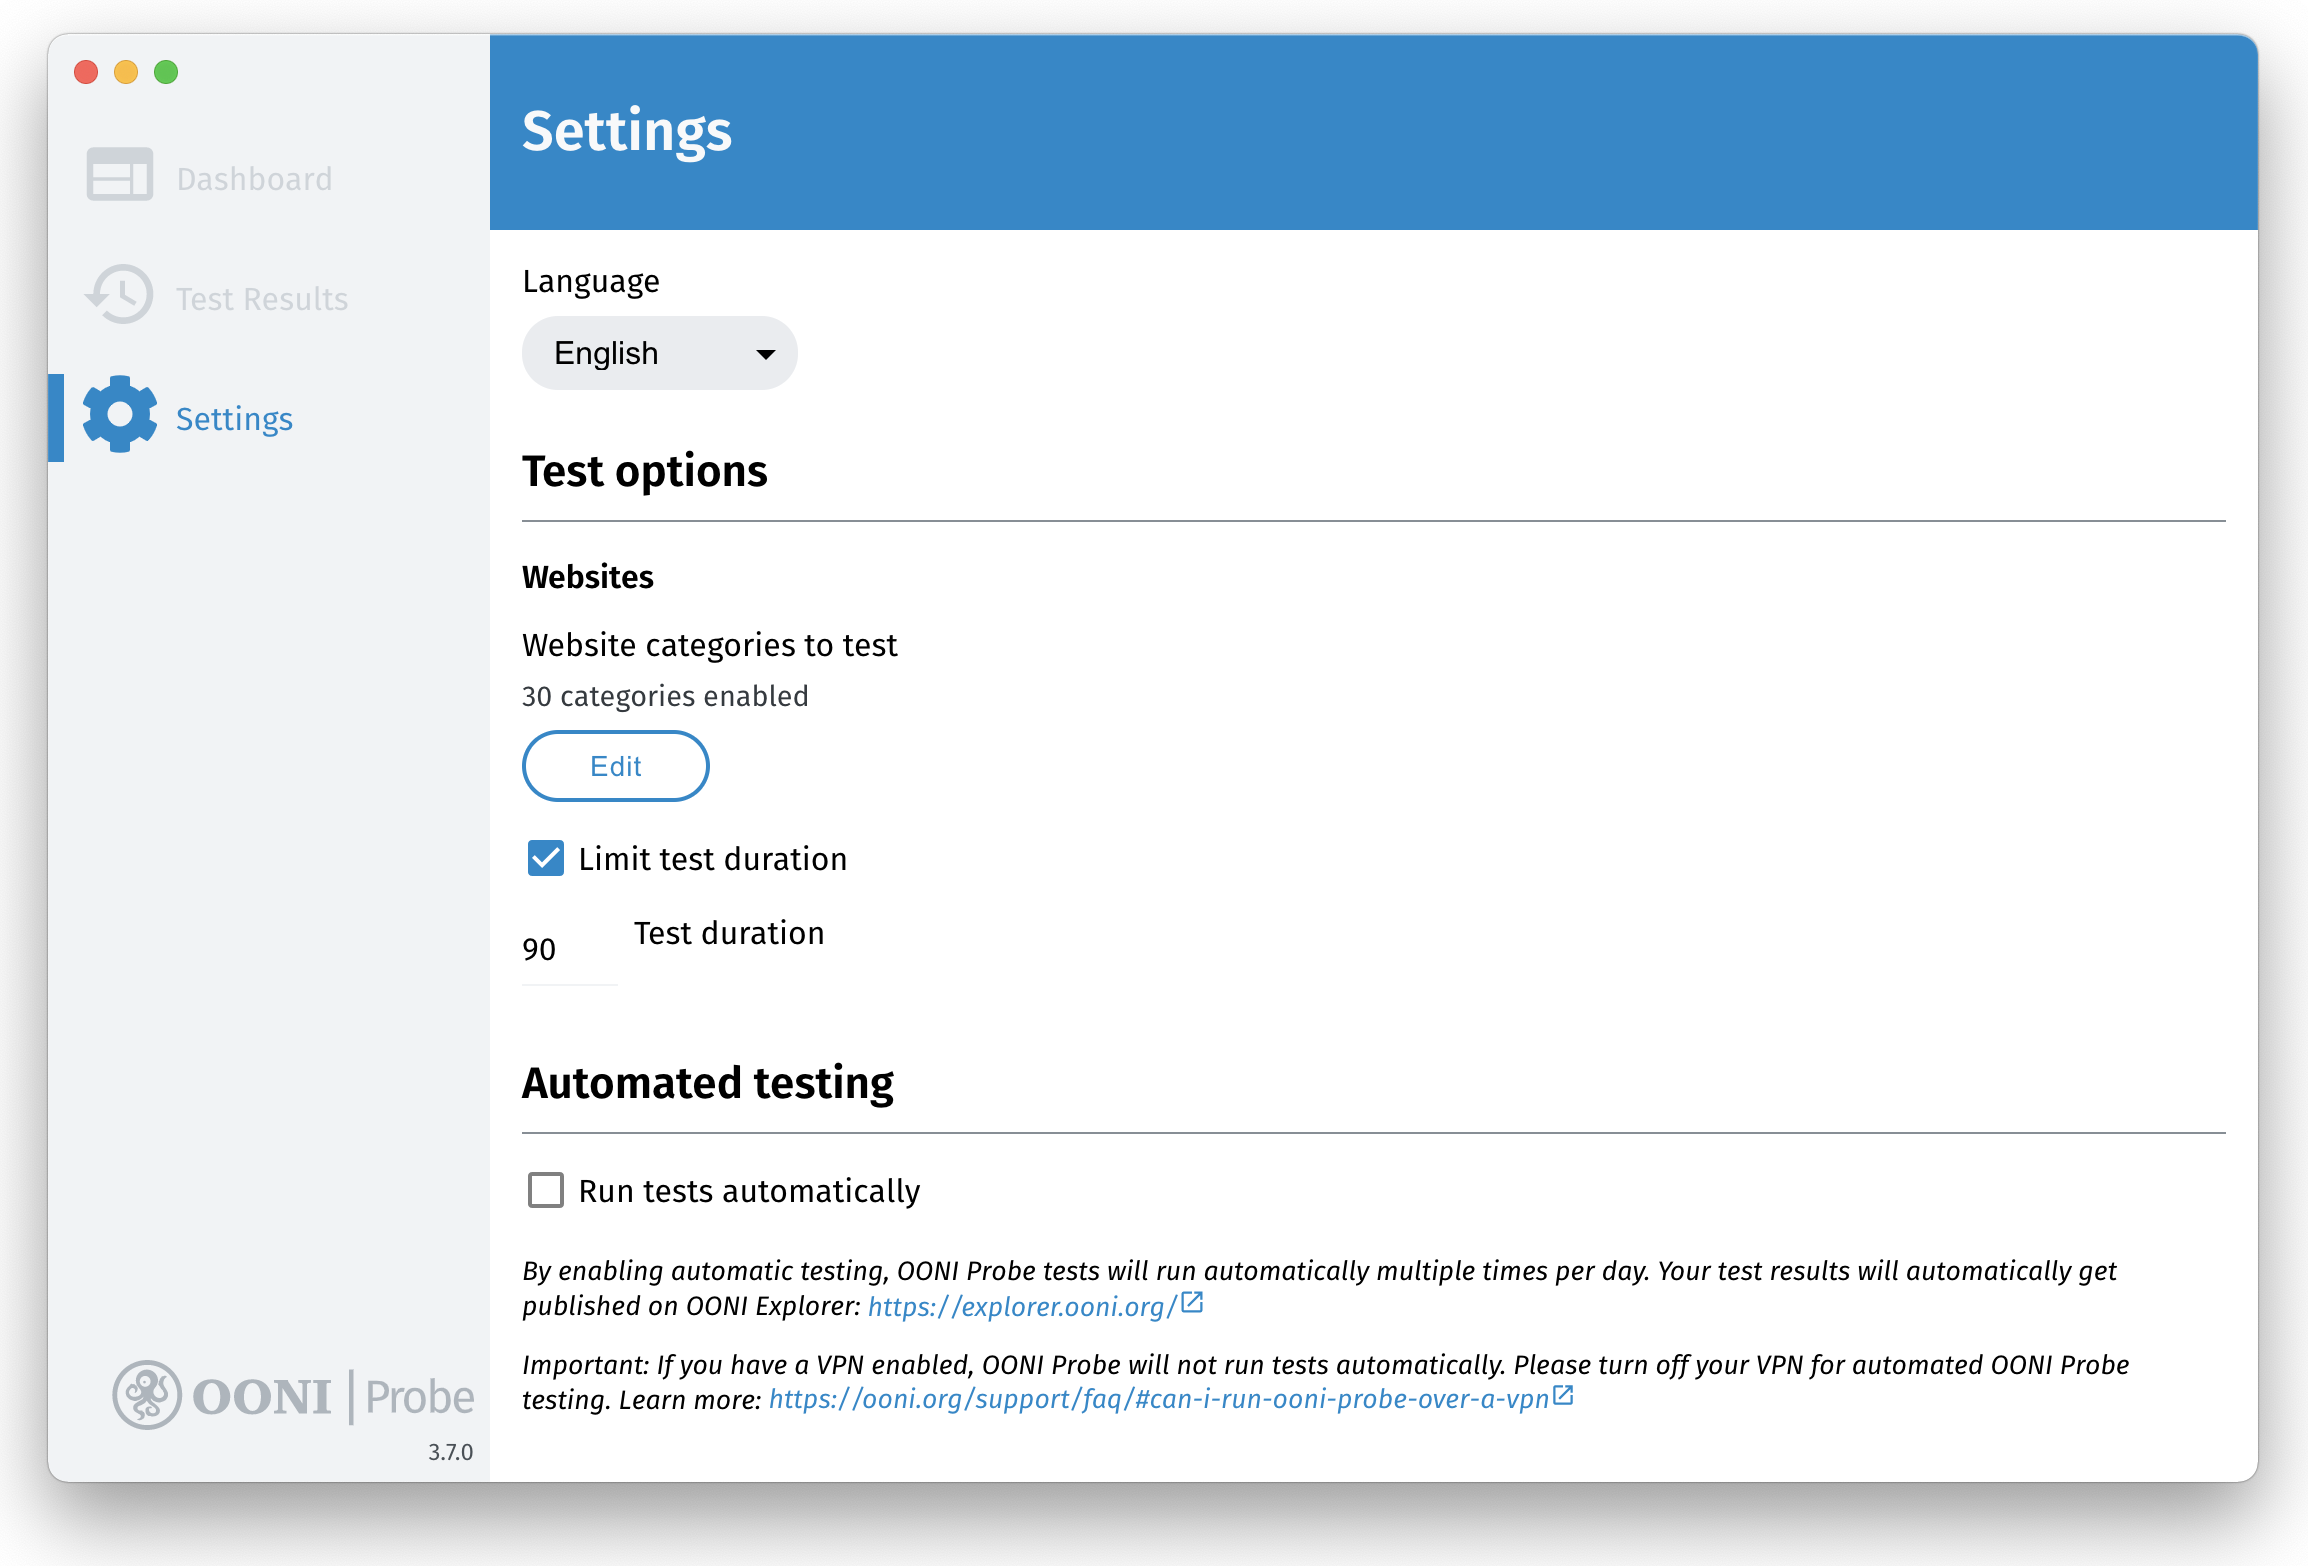 Dashboard
Test Results
Settings
OONI | Probe
3.7.0
Settings
Language
English
Test options
Websites
Website categories to test
30 categories enabled
Edit
Limit test duration
90
Test duration
Automated testing
Run tests automatically
By enabling automatic testing, OONI Probe tests will run automatically multiple times per day. Your test results will automatically get
published on OONI Explorer: https://explorer.ooni.org/
Important: If you have a VPN enabled, OONI Probe will not run tests automatically. Please turn off your VPN for automated OONI Probe
testing. Learn more: https://ooni.org/support/faq/#can-i-run-ooni-probe-over-a-vpn